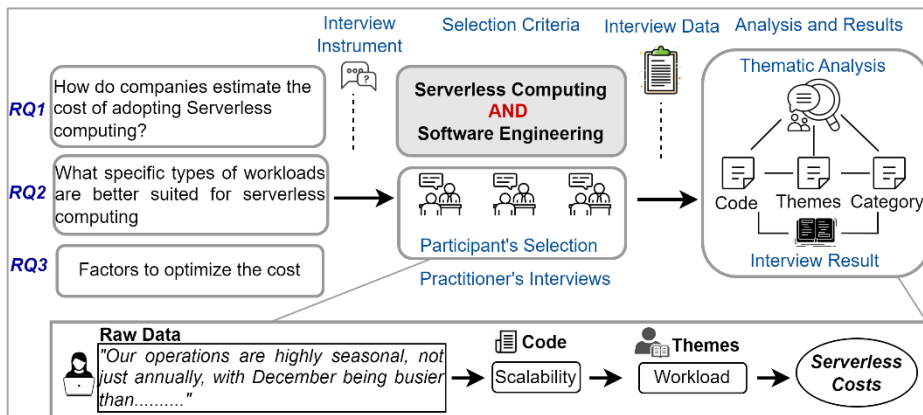 Interview
Instrument
Selection Criteria
Interview Data
Analysis and Results
RQ1
How do companies estimate the
cost of adopting Serverless
computing?
Serverless Computing
AND
Software Engineering
Thematic Analysis
RQ2
What specific types of workloads
are better suited for serverless
computing
Code
Themes
Category
Participant's Selection
Interview Result
RQ3
Factors to optimize the cost
Practitioner's Interviews
Raw Data
"Our operations are highly seasonal, not
just annually, with December being busier
than.........."
Code
Scalability
Themes
Workload
Serverless
Costs